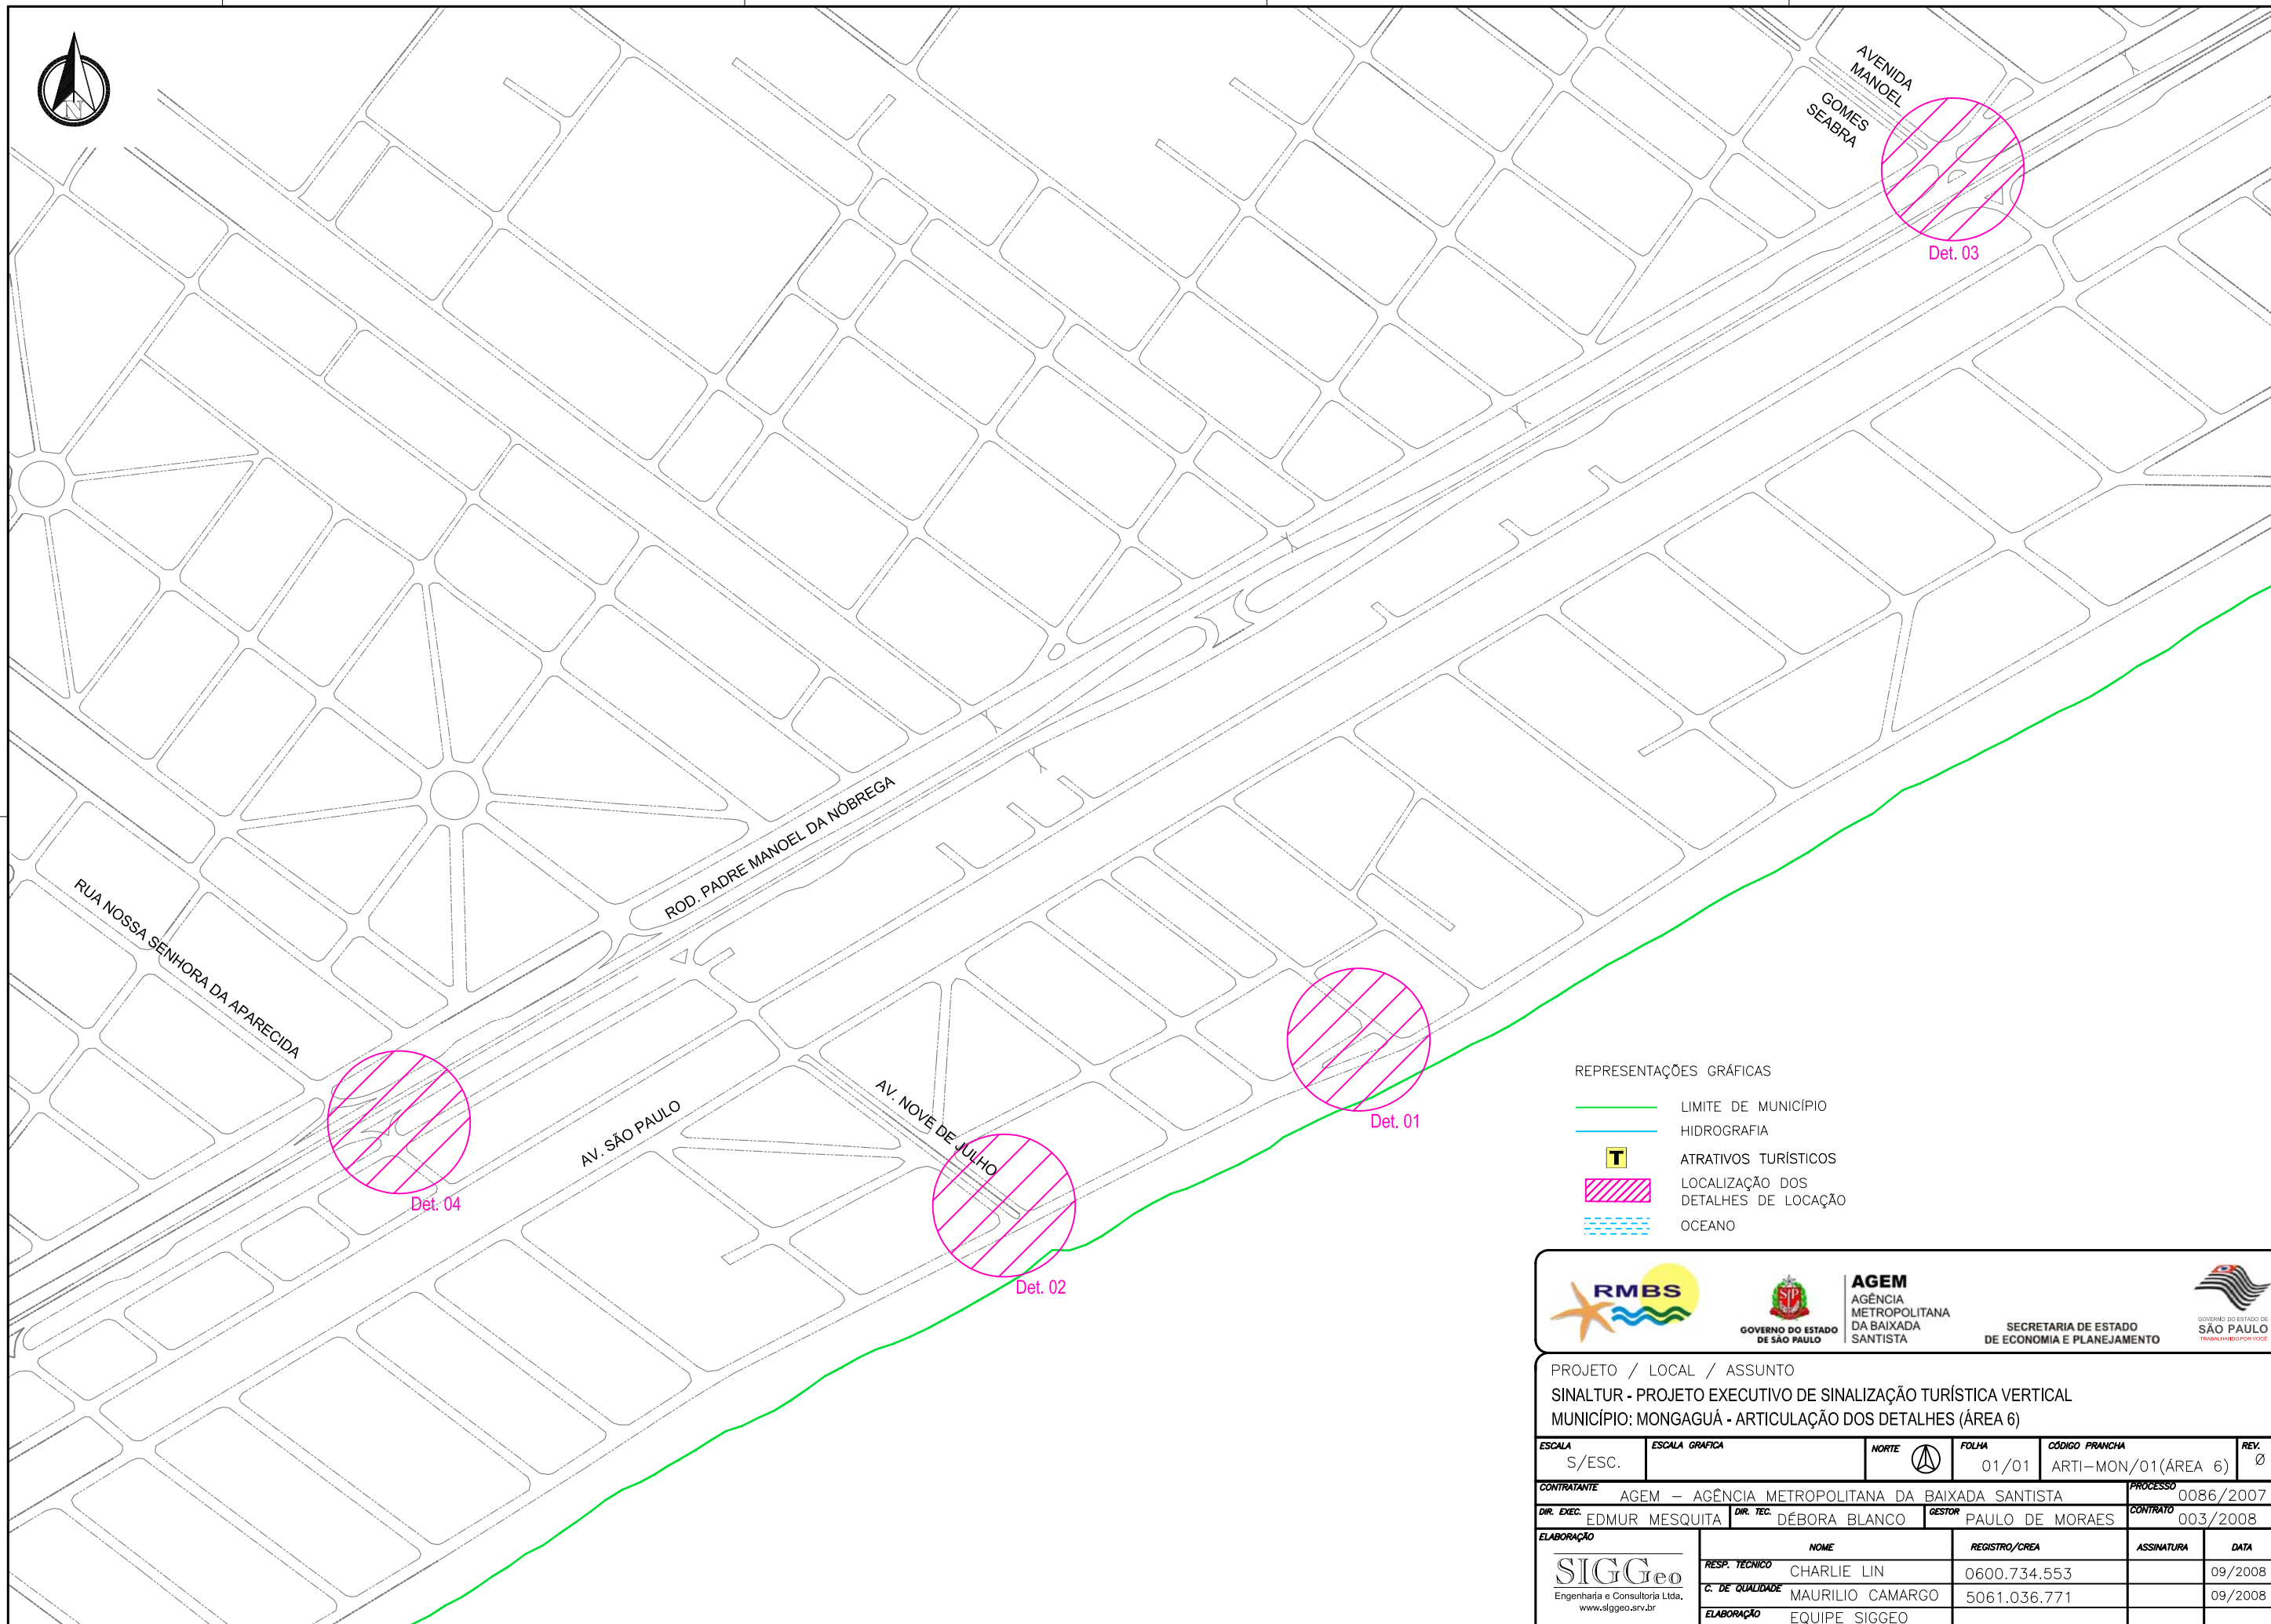 N
AVENIDA
MANOEL
GOMES
SEABRA
Det. 03
ROD. PADRE MANOEL DA NÓBREGA
RUA NOSSA SENHORA DA APARECIDA
Det. 04
AV. SÃO PAULO
AV. NOVE DE JULHO
Det. 02
Det. 01
REPRESENTAÇÕES GRÁFICAS
LIMITE DE MUNICÍPIO
HIDROGRAFIA
T
ATRATIVOS TURÍSTICOS
LOCALIZAÇÃO DOS
DETALHES DE LOCAÇÃO
OCEANO
RMBS
GOVERNO DO ESTADO
DE SÃO PAULO
AGEM
AGÊNCIA
METROPOLITANA
DA BAIXADA
SANTISTA
SECRETARIA DE ESTADO
DE ECONOMIA E PLANEJAMENTO
GOVERNO DO ESTADO DE
SÃO PAULO
TRABALHANDO POR VOCÊ
PROJETO / LOCAL / ASSUNTO
SINALTUR - PROJETO EXECUTIVO DE SINALIZAÇÃO TURÍSTICA VERTICAL
MUNICÍPIO: MONGAGUÁ - ARTICULAÇÃO DOS DETALHES (ÁREA 6)
ESCALA
S/ESC.
ESCALA GRAFICA
NORTE
FOLHA
01/01
CÓDIGO PRANCHA
ARTI-MON/01(ÁREA 6)
REV.
Ø
CONTRATANTE
AGEM - AGÊNCIA METROPOLITANA DA BAIXADA SANTISTA
PROCESSO
0086/2007
DIR. EXEC. EDMUR MESQUITA
DIR. TEC. DÉBORA BLANCO
GESTOR PAULO DE MORAES
CONTRATO 003/2008
ELABORAÇÃO
SIGGeo
Engenharia e Consultoria Ltda.
www.siggeo.srv.br
NOME REGISTRO/CREA ASSINATURA DATA
RESP. TÉCNICO CHARLIE LIN 0600.734.553 09/2008
C. DE QUALIDADE MAURILIO CAMARGO 5061.036.771 09/2008
ELABORAÇÃO EQUIPE SIGGEO